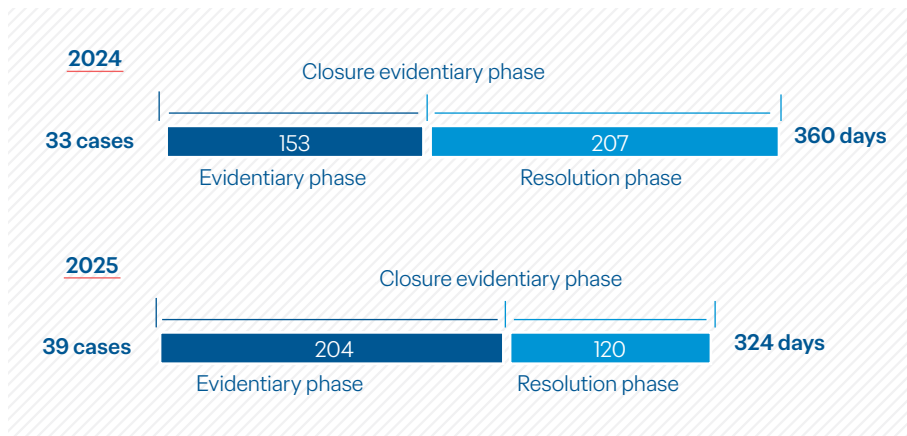 2024
Closure evidentiary phase
33 cases
153
207
360 days
Evidentiary phase
Resolution phase
2025
Closure evidentiary phase
39 cases
204
120
324 days
Evidentiary phase
Resolution phase